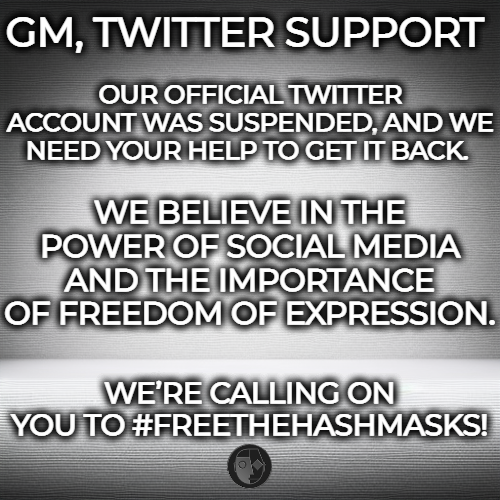 GM, TWITTER SUPPORT
OUR OFFICIAL TWITTER
ACCOUNT WAS SUSPENDED, AND WE
NEED YOUR HELP TO GET IT BACK.
WE BELIEVE IN THE
POWER OF SOCIAL MEDIA
AND THE IMPORTANCE
OF FREEDOM OF EXPRESSION.
WE’RE CALLING ON
YOU TO #FREETHEHASHMASKS!